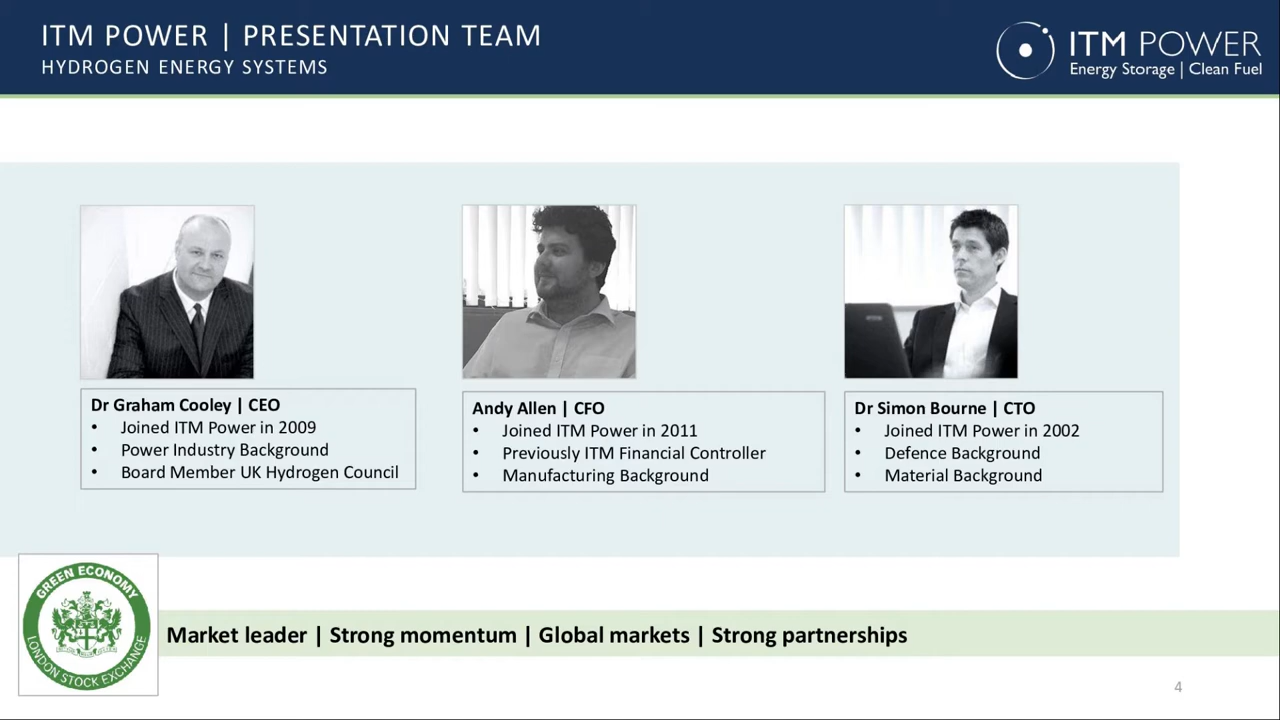 ITM POWER | PRESENTATION TEAM
HYDROGEN ENERGY SYSTEMS
ITM POWER
Energy Storage | Clean Fuel
Dr Graham Cooley | CEO
• Joined ITM Power in 2009
• Power Industry Background
• Board Member UK Hydrogen Council
Andy Allen | CFO
• Joined ITM Power in 2011
• Previously ITM Financial Controller
• Manufacturing Background
Dr Simon Bourne | CTO
• Joined ITM Power in 2002
• Defence Background
• Material Background
GREEN ECONOMY
LONDON STOCK EXCHANGE
Market leader | Strong momentum | Global markets | Strong partnerships
4